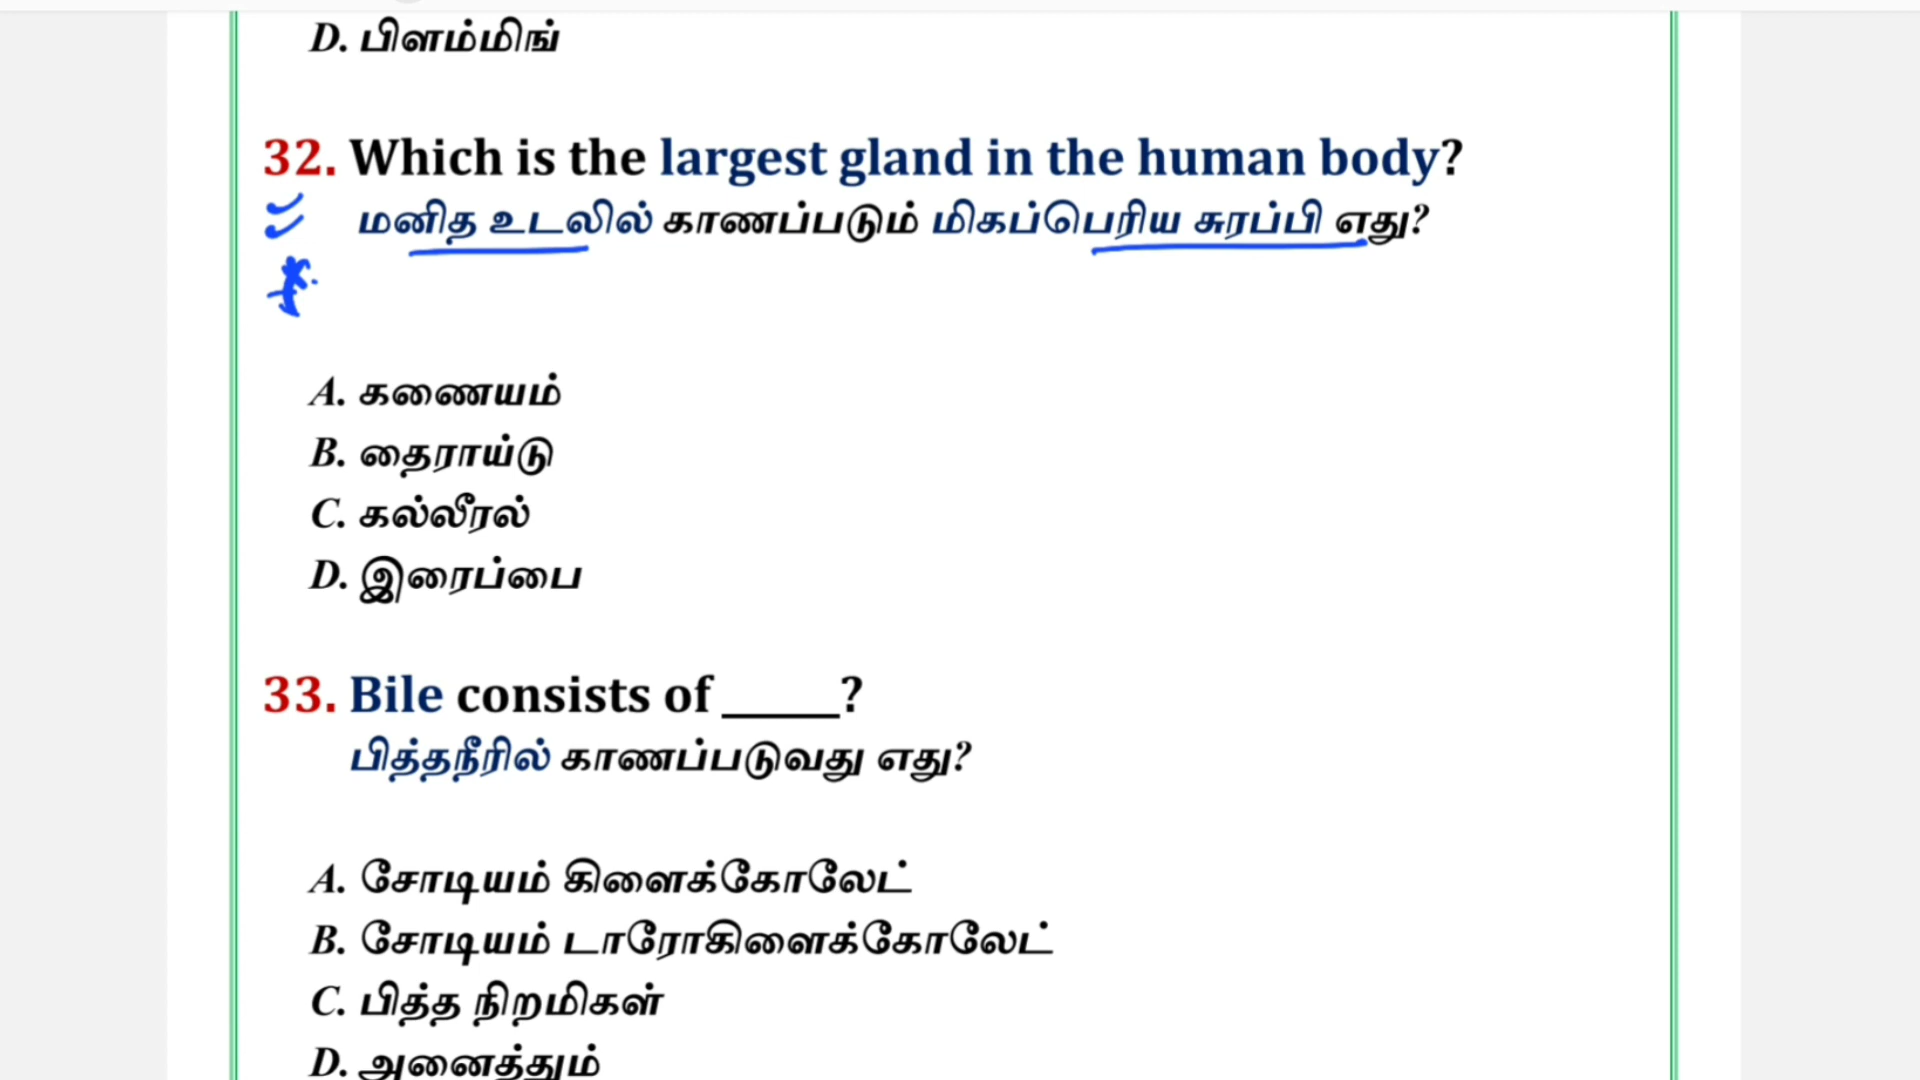 D. பிளம்மிங்
32. Which is the largest gland in the human body?
மனித உடலில் காணப்படும் மிகப்பெரிய சுரப்பி எது?
A. கணையம்
B. தைராய்டு
C. கல்லீரல்
D. இரைப்பை
33. Bile consists of _____?
பித்தநீரில் காணப்படுவது எது?
A. சோடியம் கிளைக்கோலேட்
B. சோடியம் டாரோகிளைக்கோலேட்
C. பித்த நிறமிகள்
D. அனைத்தும்